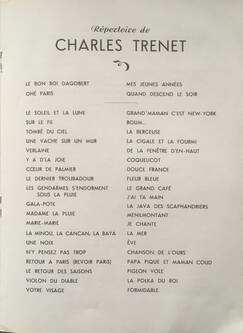 Répertoire de
CHARLES TRENET
LE BON ROI DAGOBERT
OHÉ PARIS
MES JEUNES ANNÉES
QUAND DESCEND LE SOIR
LE SOLEIL ET LA LUNE
SUR LE FIL
TOMBÉ DU CIEL
UNE VACHE SUR UN MUR
VERLAINE
Y A D'LA JOIE
CŒUR DE PALMIER
LE DERNIER TROUBADOUR
LES GENDARMES S'ENDORMENT
SOUS LA PLUIE
GALA-POTE
MADAME LA PLUIE
MARIE-MARIE
LA MINOU, LA CANCAN, LA BAYA
UNE NOIX
N'Y PENSEZ PAS TROP
RETOUR A PARIS (REVOIR PARIS)
LE RETOUR DES SAISONS
VIOLON DU DIABLE
VOTRE VISAGE
GRAND'MAMAN C'EST NEW-YORK
BOUM...
LA BERCEUSE
LA CIGALE ET LA FOURMI
DE LA FENÊTRE D'EN-HAUT
COQUELICOT
DOUCE FRANCE
FLEUR BLEUE
LE GRAND CAFÉ
J'AI TA MAIN
LA JAVA DES SCAPHANDRIERS
MENILMONTANT
JE CHANTE
LA MER
ÈVE
CHANSON DE L'OURS
PAPA PIQUE ET MAMAN COUD
PIGEON VOLE
LA POLKA DU ROI
FORMIDABLE